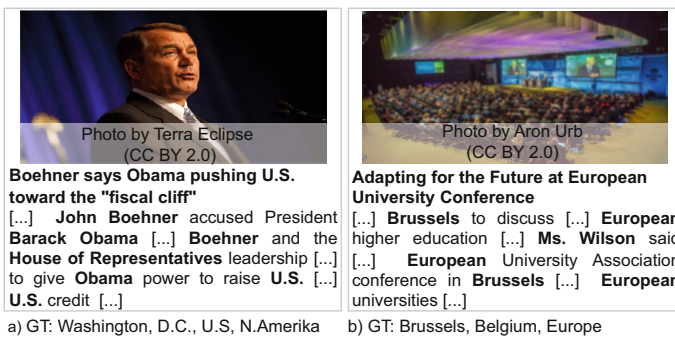 Photo by Terra Eclipse
(CC BY 2.0)
Boehner says Obama pushing U.S.
toward the "fiscal cliff"
[...] John Boehner accused President
Barack Obama [...] Boehner and the
House of Representatives leadership [...]
to give Obama power to raise U.S. [...]
U.S. credit [...]
a) GT: Washington, D.C., U.S, N.Amerika
Photo by Aron Urb
(CC BY 2.0)
Adapting for the Future at European
University Conference
[...] Brussels to discuss [...] European
higher education [...] Ms. Wilson said
[...] European University Association
conference in Brussels [...] European
universities [...]
b) GT: Brussels, Belgium, Europe